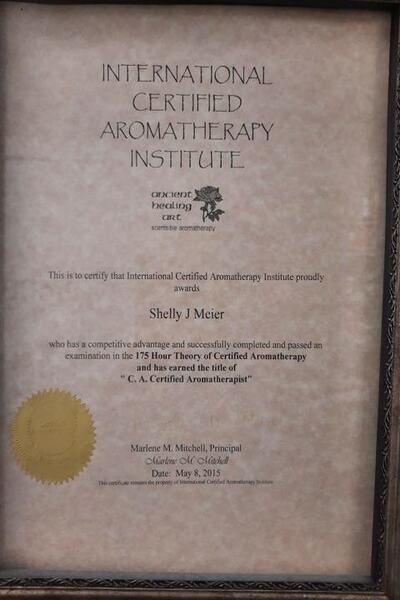 INTERNATIONAL
CERTIFIED
AROMATHERAPY
INSTITUTE
ancient
healing
art
scentsible aromatherapy
This is to certify that International Certified Aromatherapy Institute proudly
awards
Shelly J Meier
who has a competitive advantage and successfully completed and passed an
examination in the 175 Hour Theory of Certified Aromatherapy
and has earned the title of
" C. A. Certified Aromatherapist"
Marlene M. Mitchell, Principal
Marlene M. Mitchell
Date: May 8, 2015
This certificate remains the property of International Certified Aromatherapy Institute